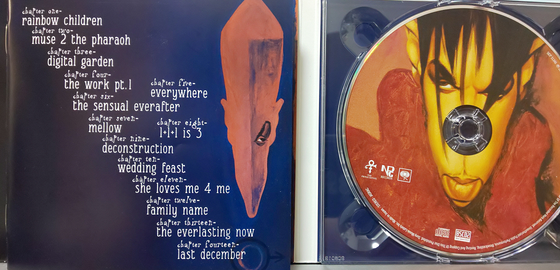 chapter one-
rainbow children
chapter two-
muse 2 the pharaoh
chapter three-
digital garden
chapter four-
the work pt.1
chapter five-
everywhere
chapter six-
the sensual everafter
chapter seven-
mellow
chapter eight-
1+1+1 is 3
chapter nine-
deconstruction
chapter ten-
wedding feast
chapter eleven-
she loves me 4 me
chapter twelve-
family name
chapter thirteen-
the everlasting now
chapter fourteen-
last december
NPG